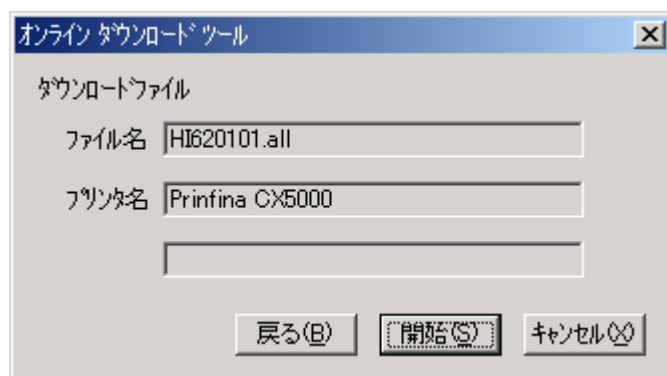 オンライン ダウンロード ツール
ダウンロードファイル
ファイル名 HI620101.all
プリンタ名 Prinfina CX5000
戻る(B) 開始(S) キャンセル(X)